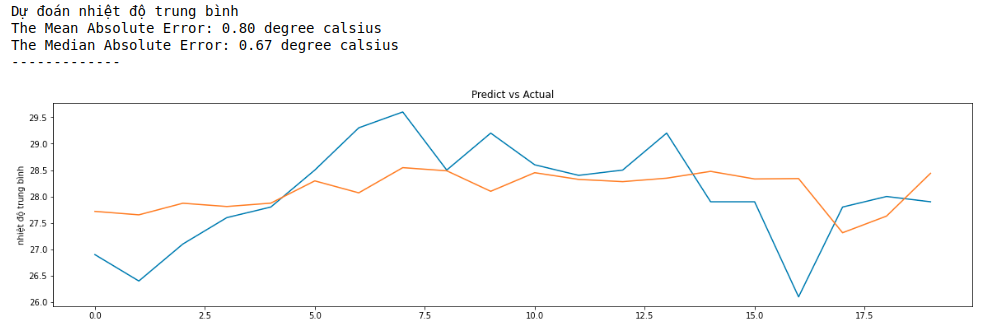 Dự đoán nhiệt độ trung bình
The Mean Absolute Error: 0.80 degree calsius
The Median Absolute Error: 0.67 degree calsius
-------------
Predict vs Actual
nhiệt độ trung bình
29.5
29.0
28.5
28.0
27.5
27.0
26.5
26.0
0.0 2.5 5.0 7.5 10.0 12.5 15.0 17.5